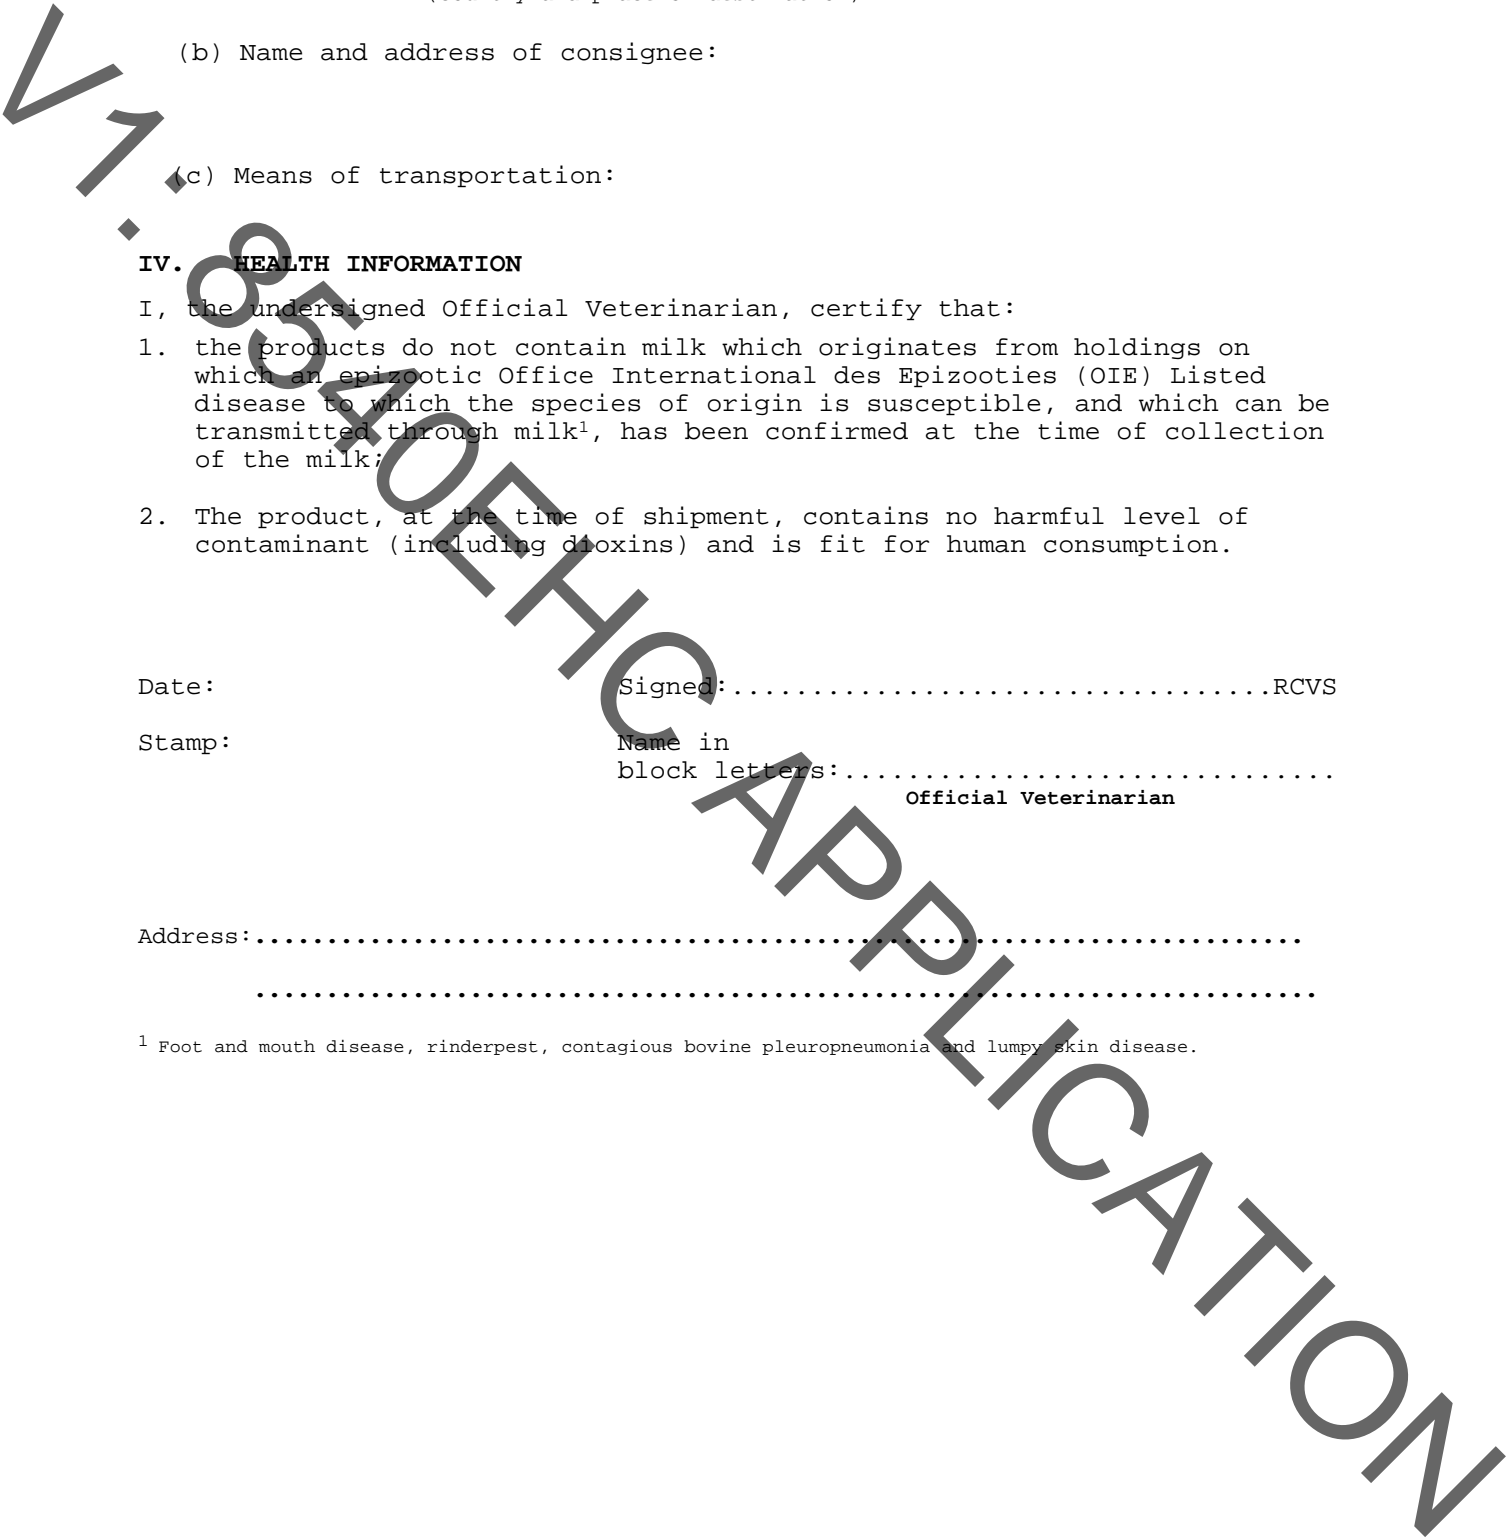 (b) Name and address of consignee:
(c) Means of transportation:
IV. HEALTH INFORMATION
I, the undersigned Official Veterinarian, certify that:
1. the products do not contain milk which originates from holdings on
which an epizootic Office International des Epizooties (OIE) Listed
disease to which the species of origin is susceptible, and which can be
transmitted through milk¹, has been confirmed at the time of collection
of the milk;
2. The product, at the time of shipment, contains no harmful level of
contaminant (including dioxins) and is fit for human consumption.
Date: Signed:..................................RCVS
Stamp: Name in
block letters:...............................
Official Veterinarian
Address:.........................................................................
..........................................................................
¹ Foot and mouth disease, rinderpest, contagious bovine pleuropneumonia and lumpy skin disease.
V1: 8540EHC APPLICATION